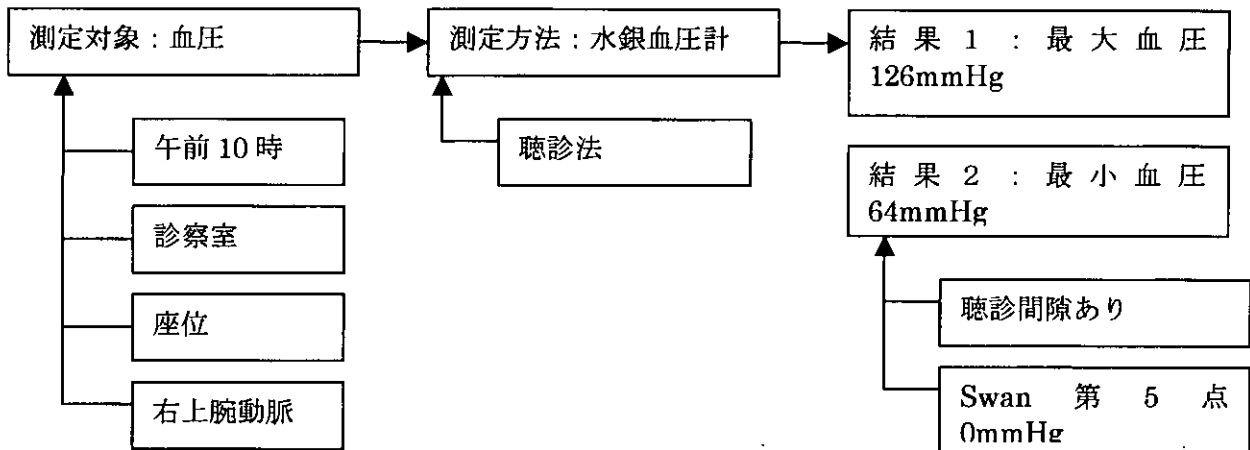 測定対象：血圧
測定方法：水銀血圧計
結果１：最大血圧
126mmHg
午前10時
聴診法
結果２：最小血圧
64mmHg
診察室
座位
聴診間隙あり
右上腕動脈
Swan 第５点
0mmHg